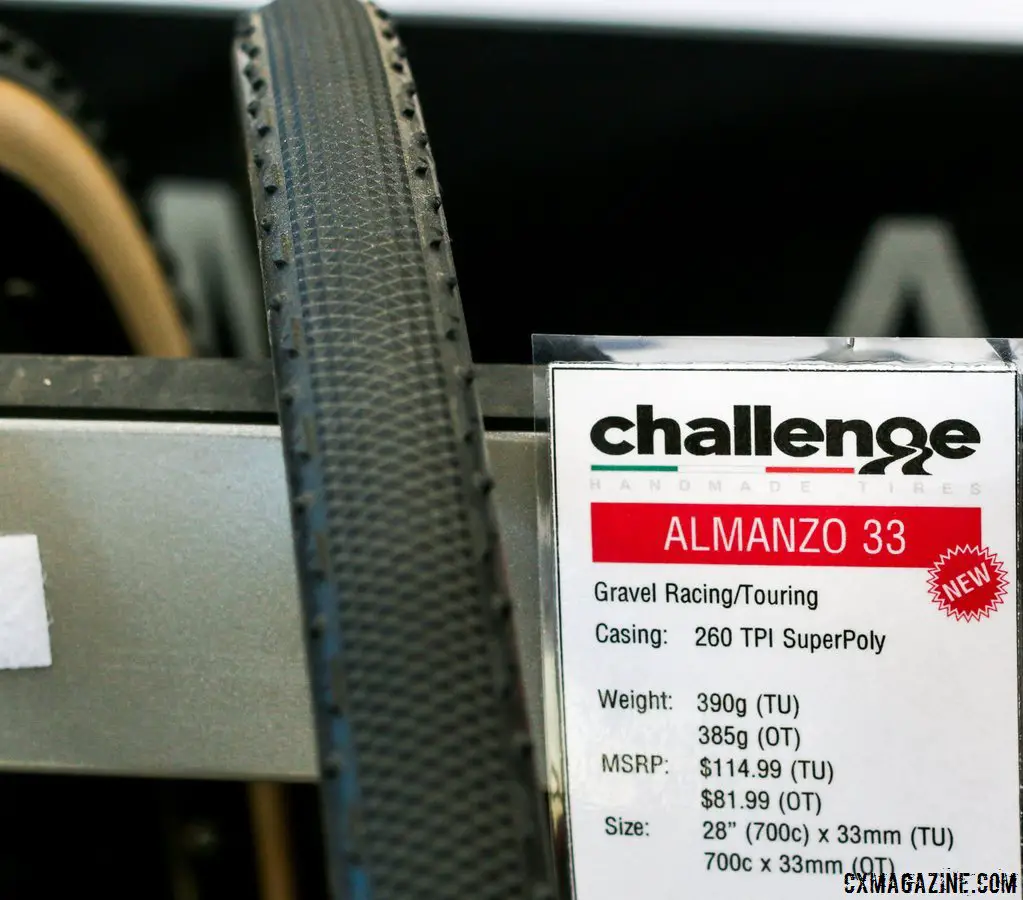 challenge
HANDMADE TIRES
ALMANZO 33
NEW
Gravel Racing/Touring
Casing: 260 TPI SuperPoly
Weight: 390g (TU)
385g (OT)
MSRP: $114.99 (TU)
$81.99 (OT)
Size: 28” (700c) x 33mm (TU)
700c x 33mm (OT)
CXMAGAZINE.COM